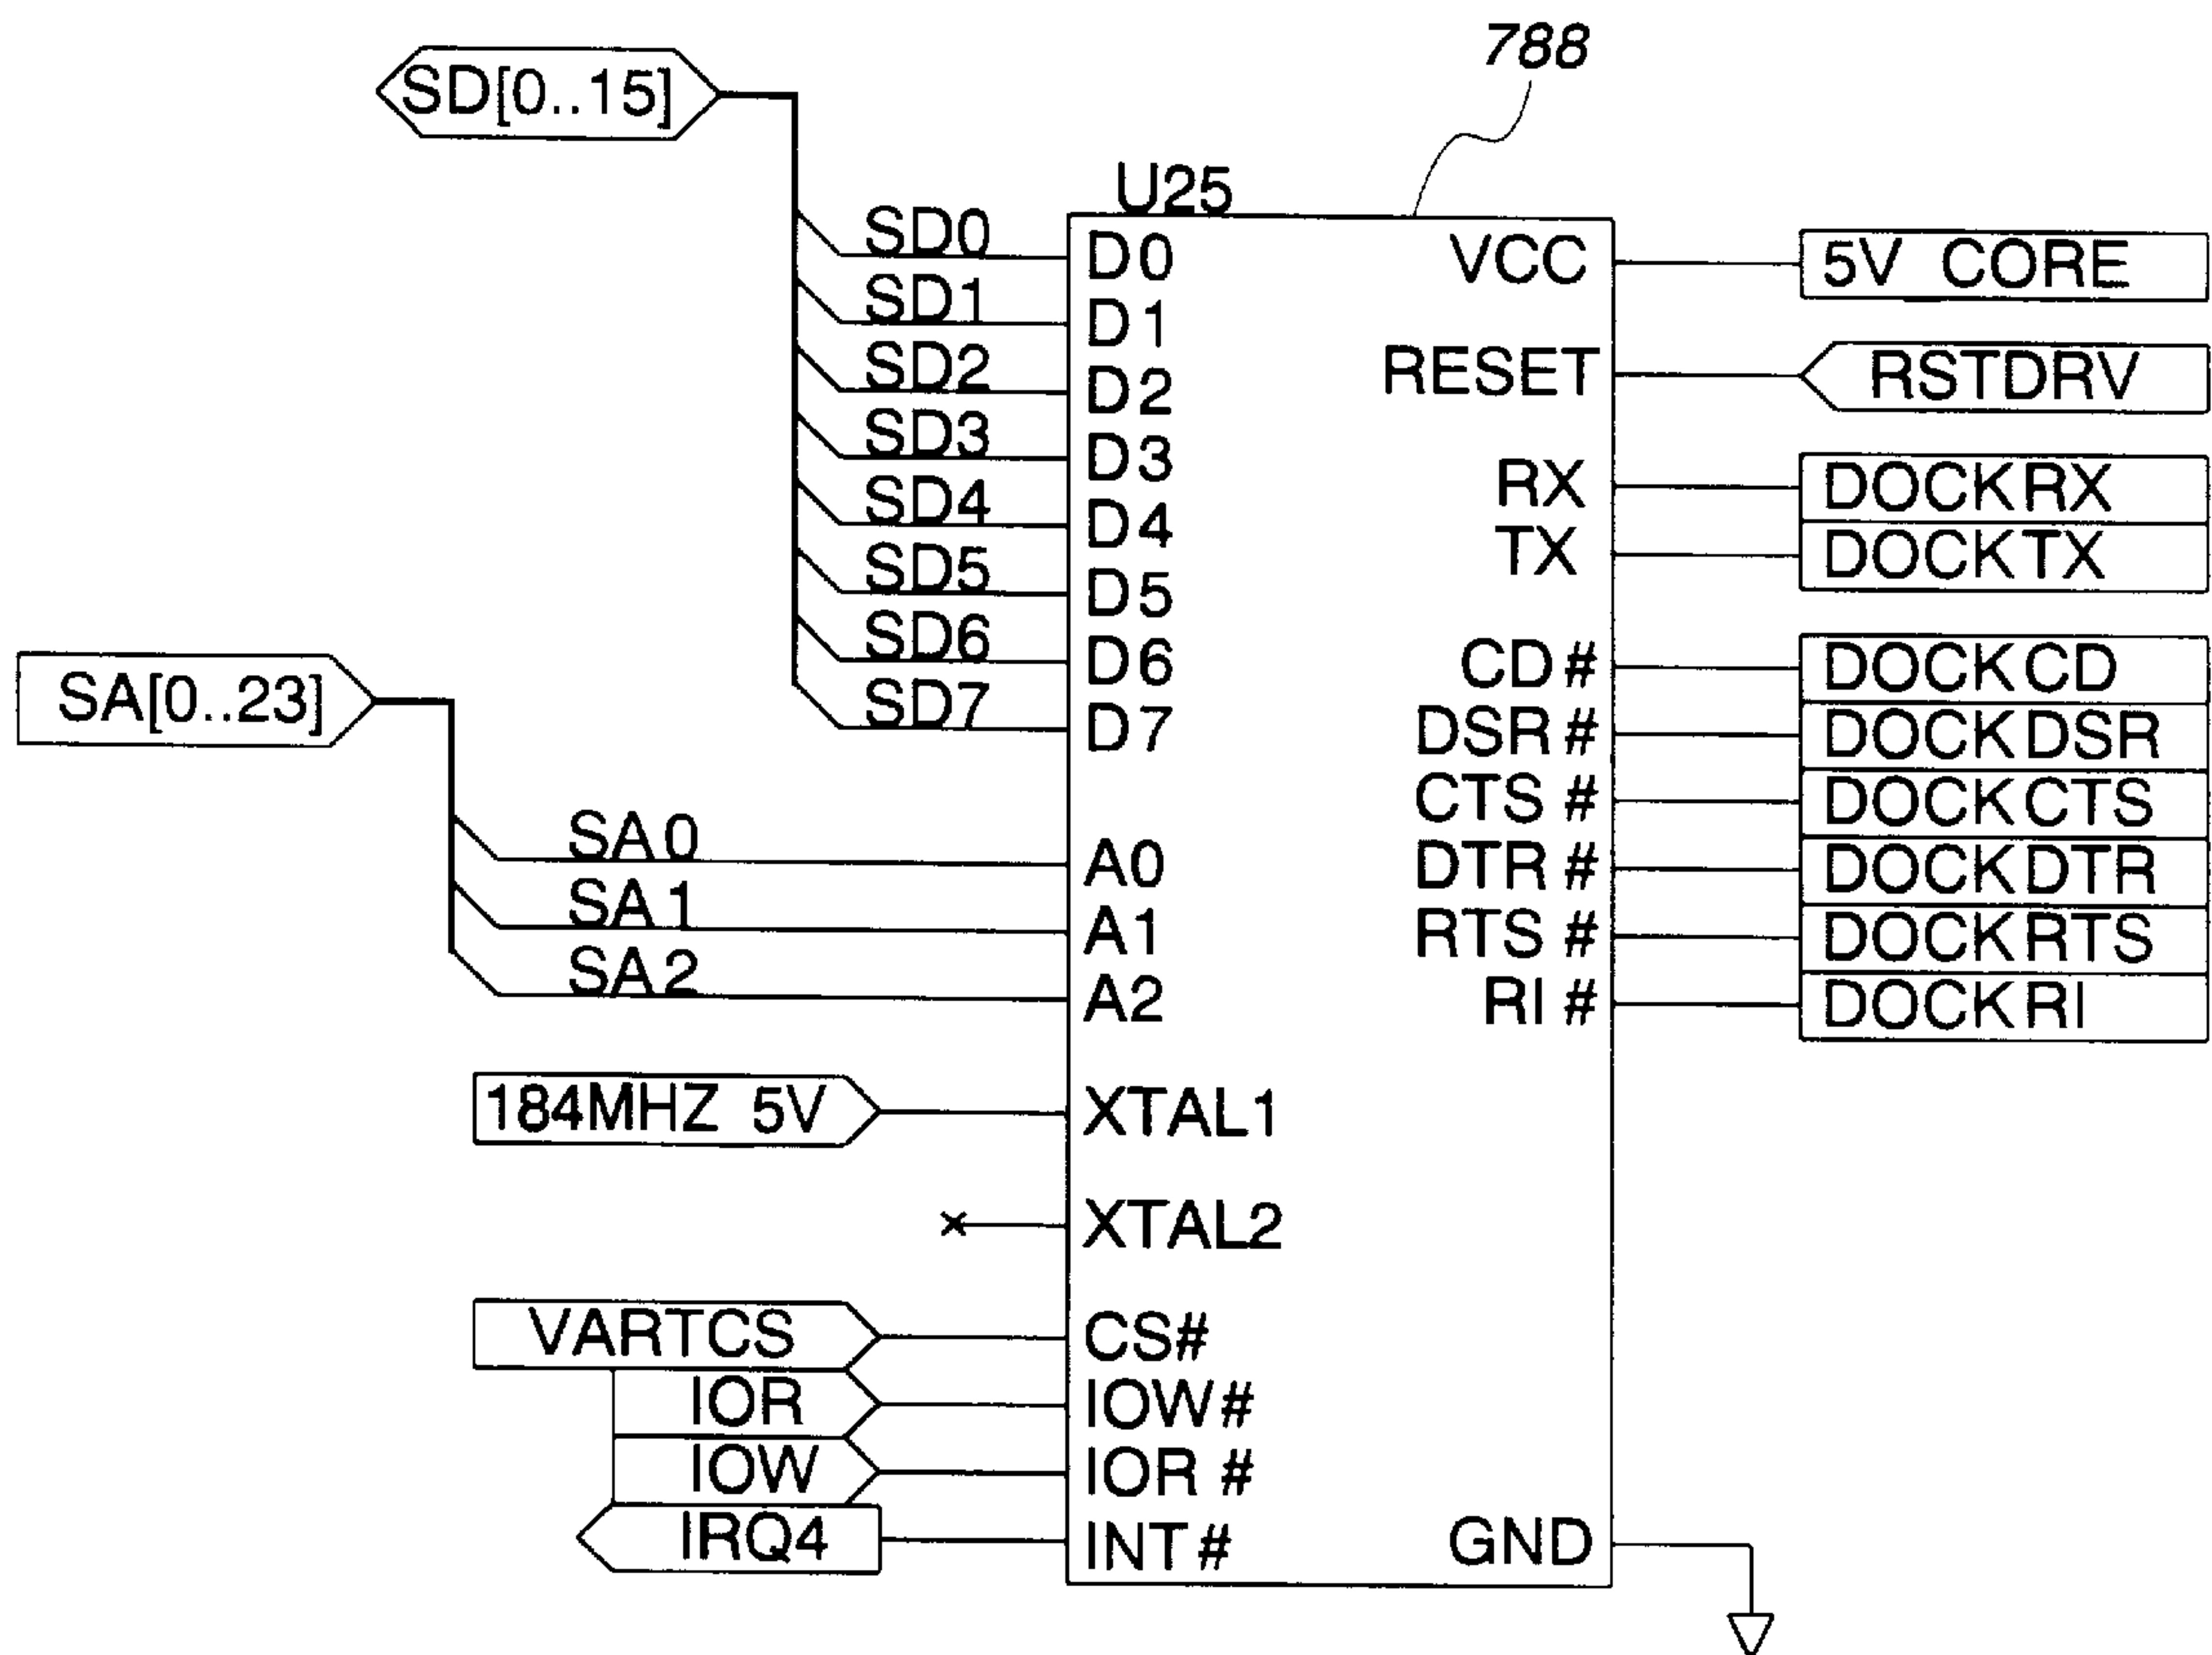 788
SD[0..15]
U25
SD0 D0 VCC 5V CORE
SD1 D1
SD2 D2 RESET RSTDRV
SD3 D3
SD4 D4 RX DOCKRX
SD5 D5 TX DOCKTX
SD6 D6 CD# DOCKCD
SA[0..23] SD7 D7 DSR# DOCKDSR
CTS# DOCKCTS
SA0 A0 DTR# DOCKDTR
SA1 A1 RTS# DOCKRTS
SA2 A2 RI# DOCKRI
184MHZ 5V XTAL1
XTAL2
VARTCS CS#
IOR IOW#
IOW IOR#
IRQ4 INT# GND